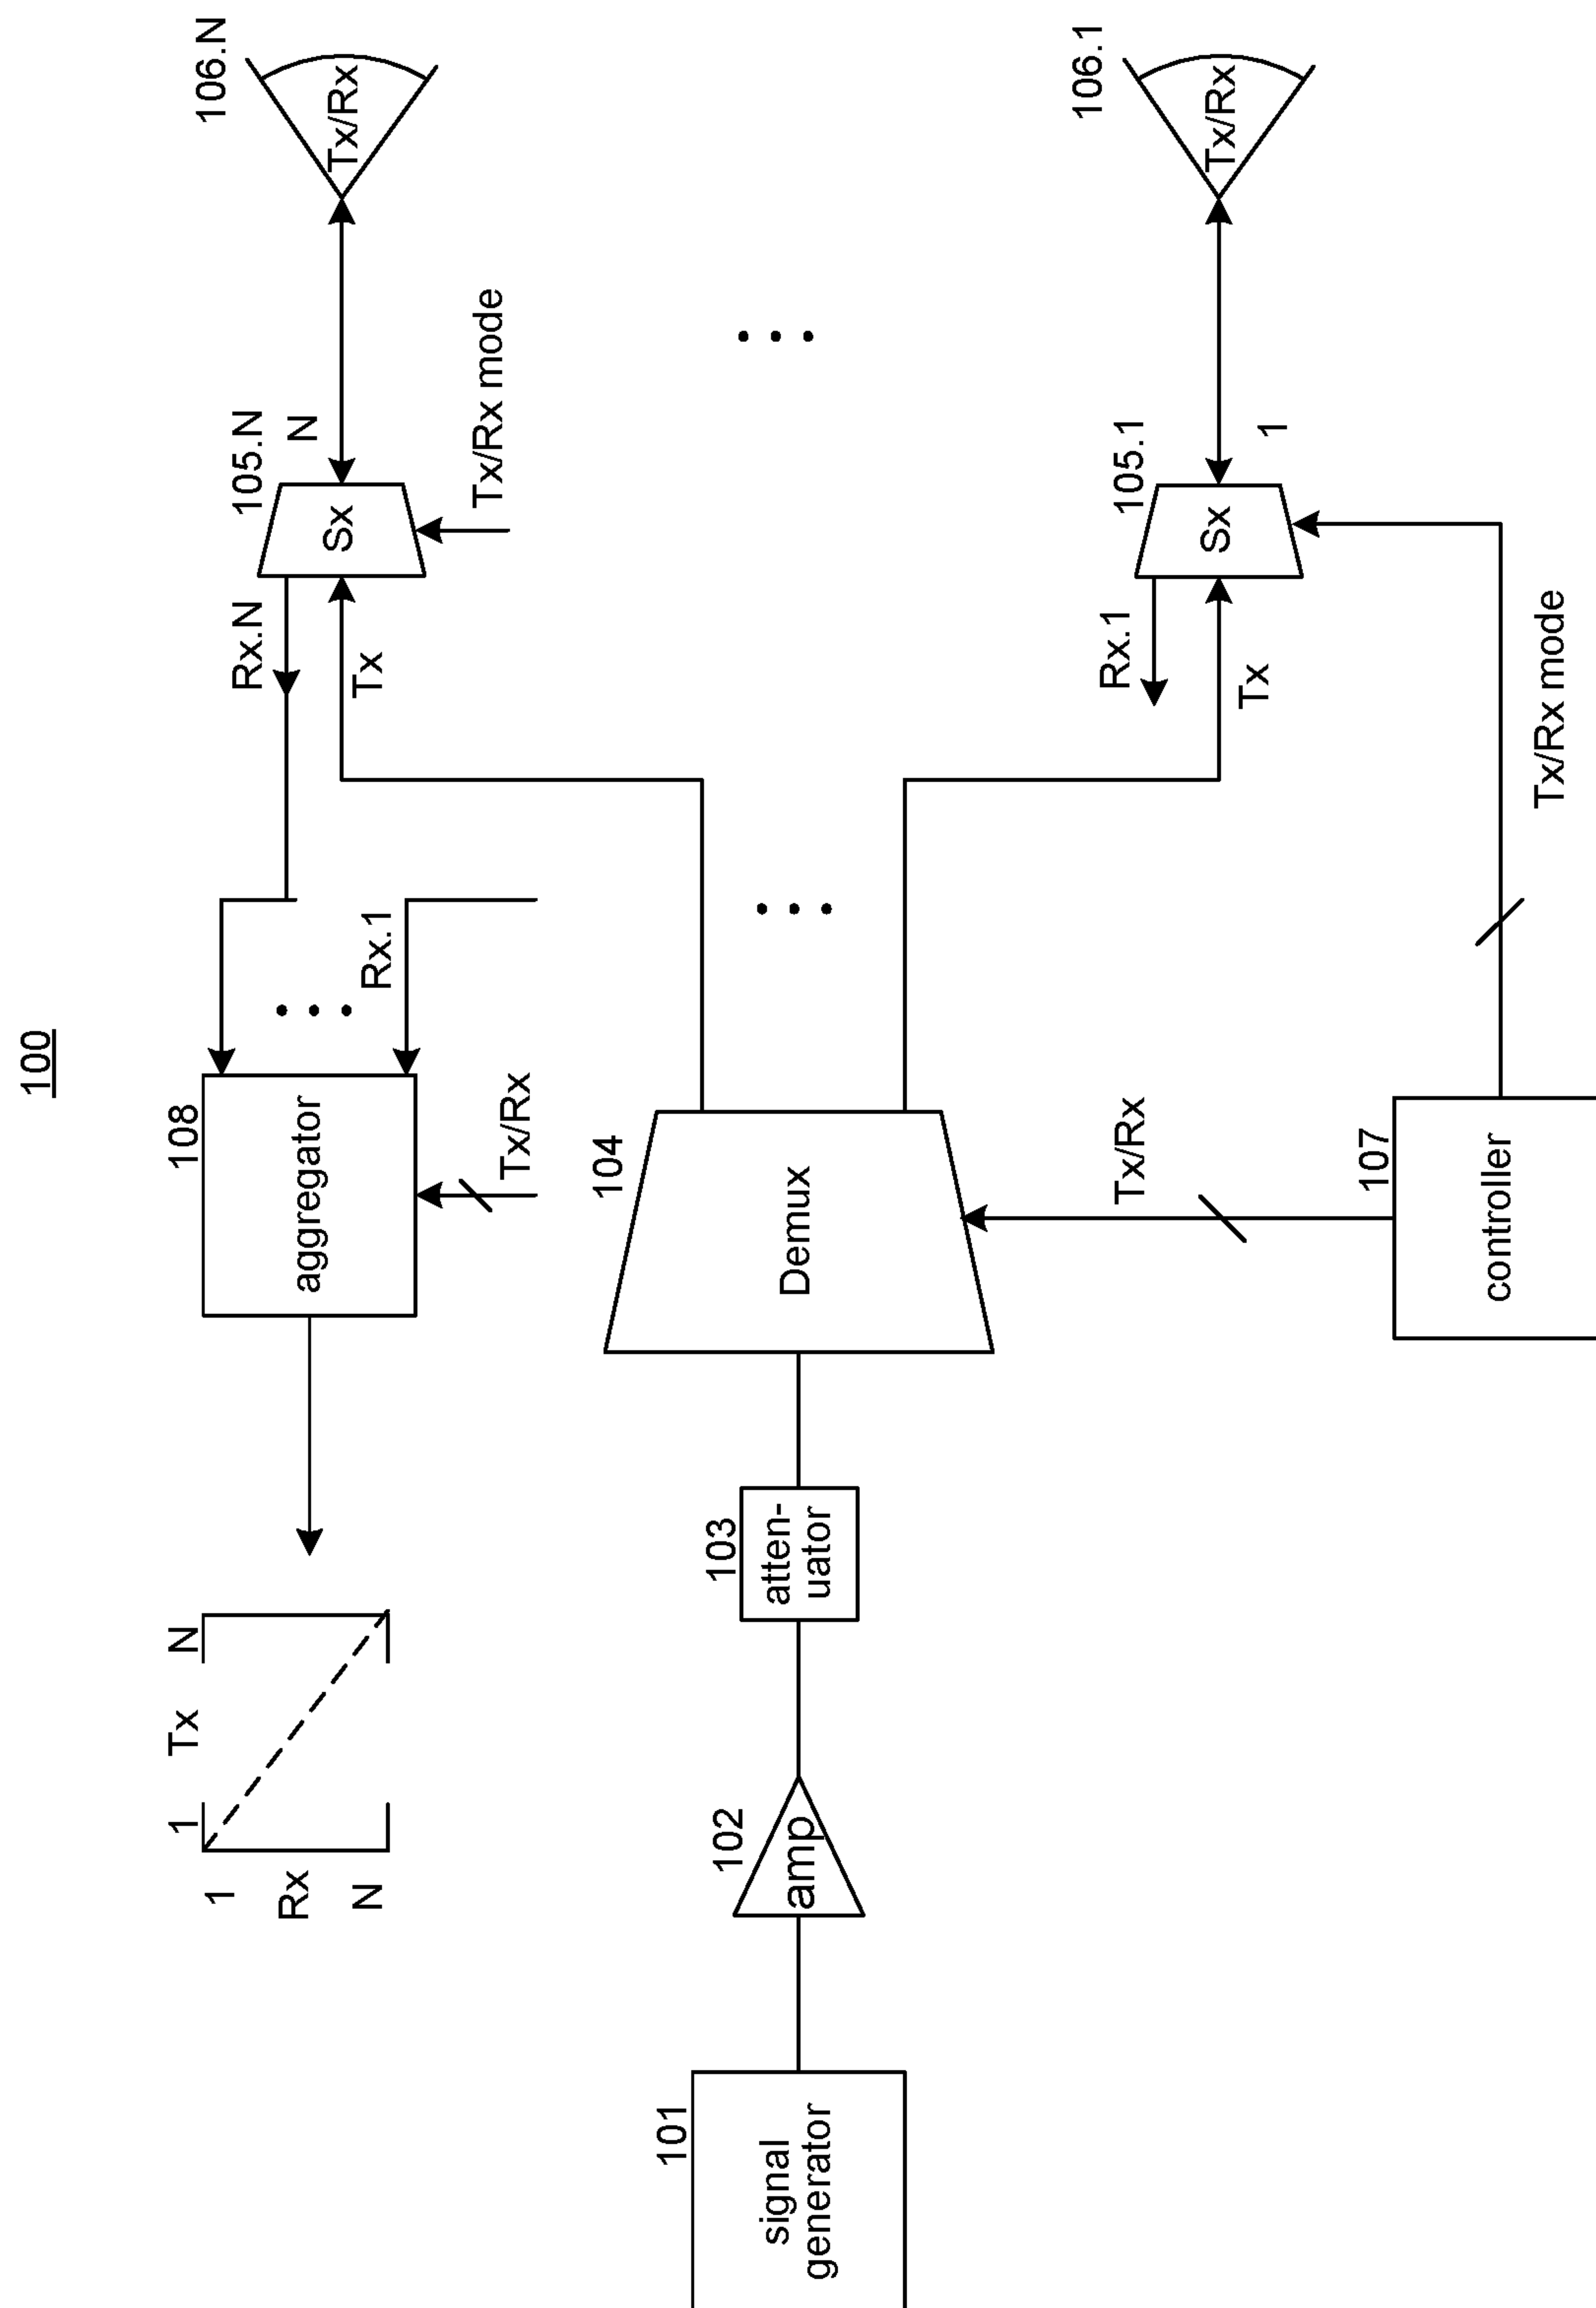 100
108
aggregator
Rx.N
105.N
N
106.N
Tx/Rx
Sx
Tx/Rx mode
Tx
Rx.1
Tx/Rx
1
Tx
N
1
Rx
N
101
signal
generator
102
amp
103
atten-
uator
104
Demux
Tx/Rx
107
controller
Rx.1
105.1
1
106.1
Tx/Rx
Sx
Tx
Tx/Rx mode